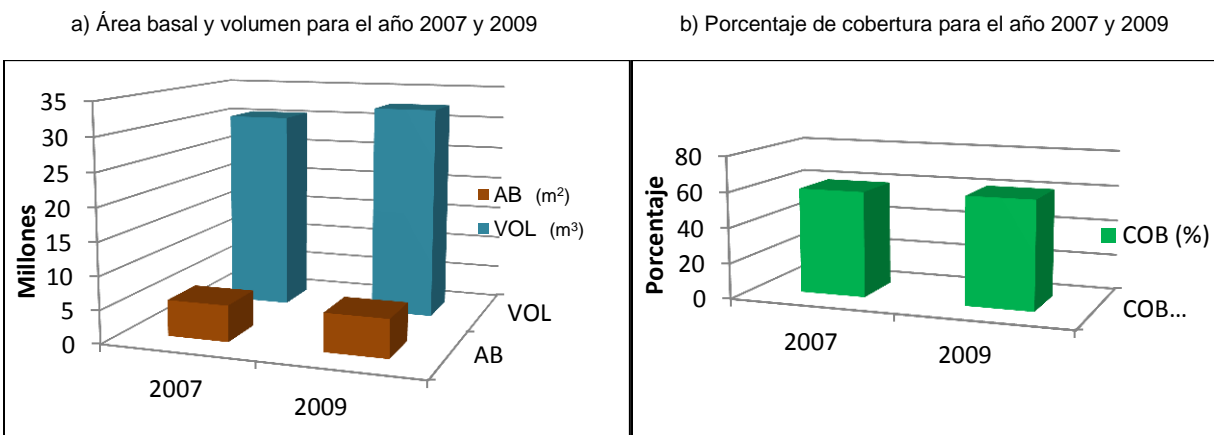 a) Área basal y volumen para el año 2007 y 2009
b) Porcentaje de cobertura para el año 2007 y 2009
Millones
35
30
25
20
15
10
5
0
2007
2009
AB
VOL
AB (m²)
VOL (m³)
Porcentaje
80
60
40
20
0
2007
2009
COB...
COB (%)